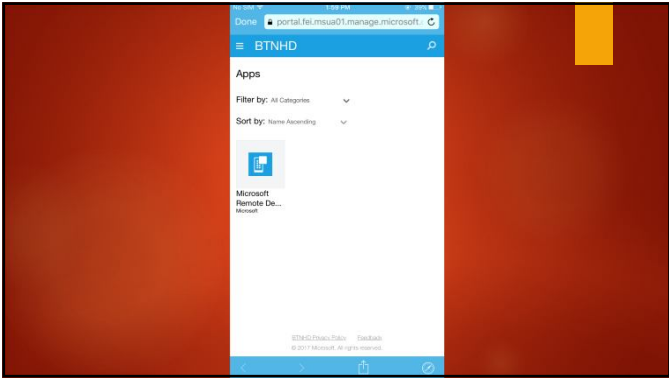 No SIM 1:59 PM 29%
Done portal.fei.msua01.manage.microsoft.
BTNHD
Apps
Filter by: All Categories
Sort by: Name Ascending
Microsoft
Remote De...
Microsoft
BTNHD Privacy Policy Feedback
© 2017 Microsoft. All rights reserved.